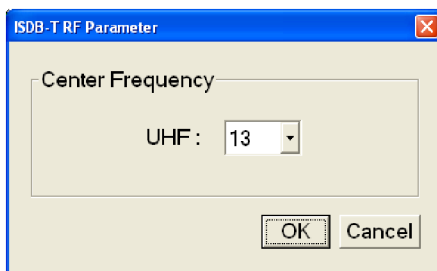 ISDB-T RF Parameter
Center Frequency
UHF : 13
OK Cancel